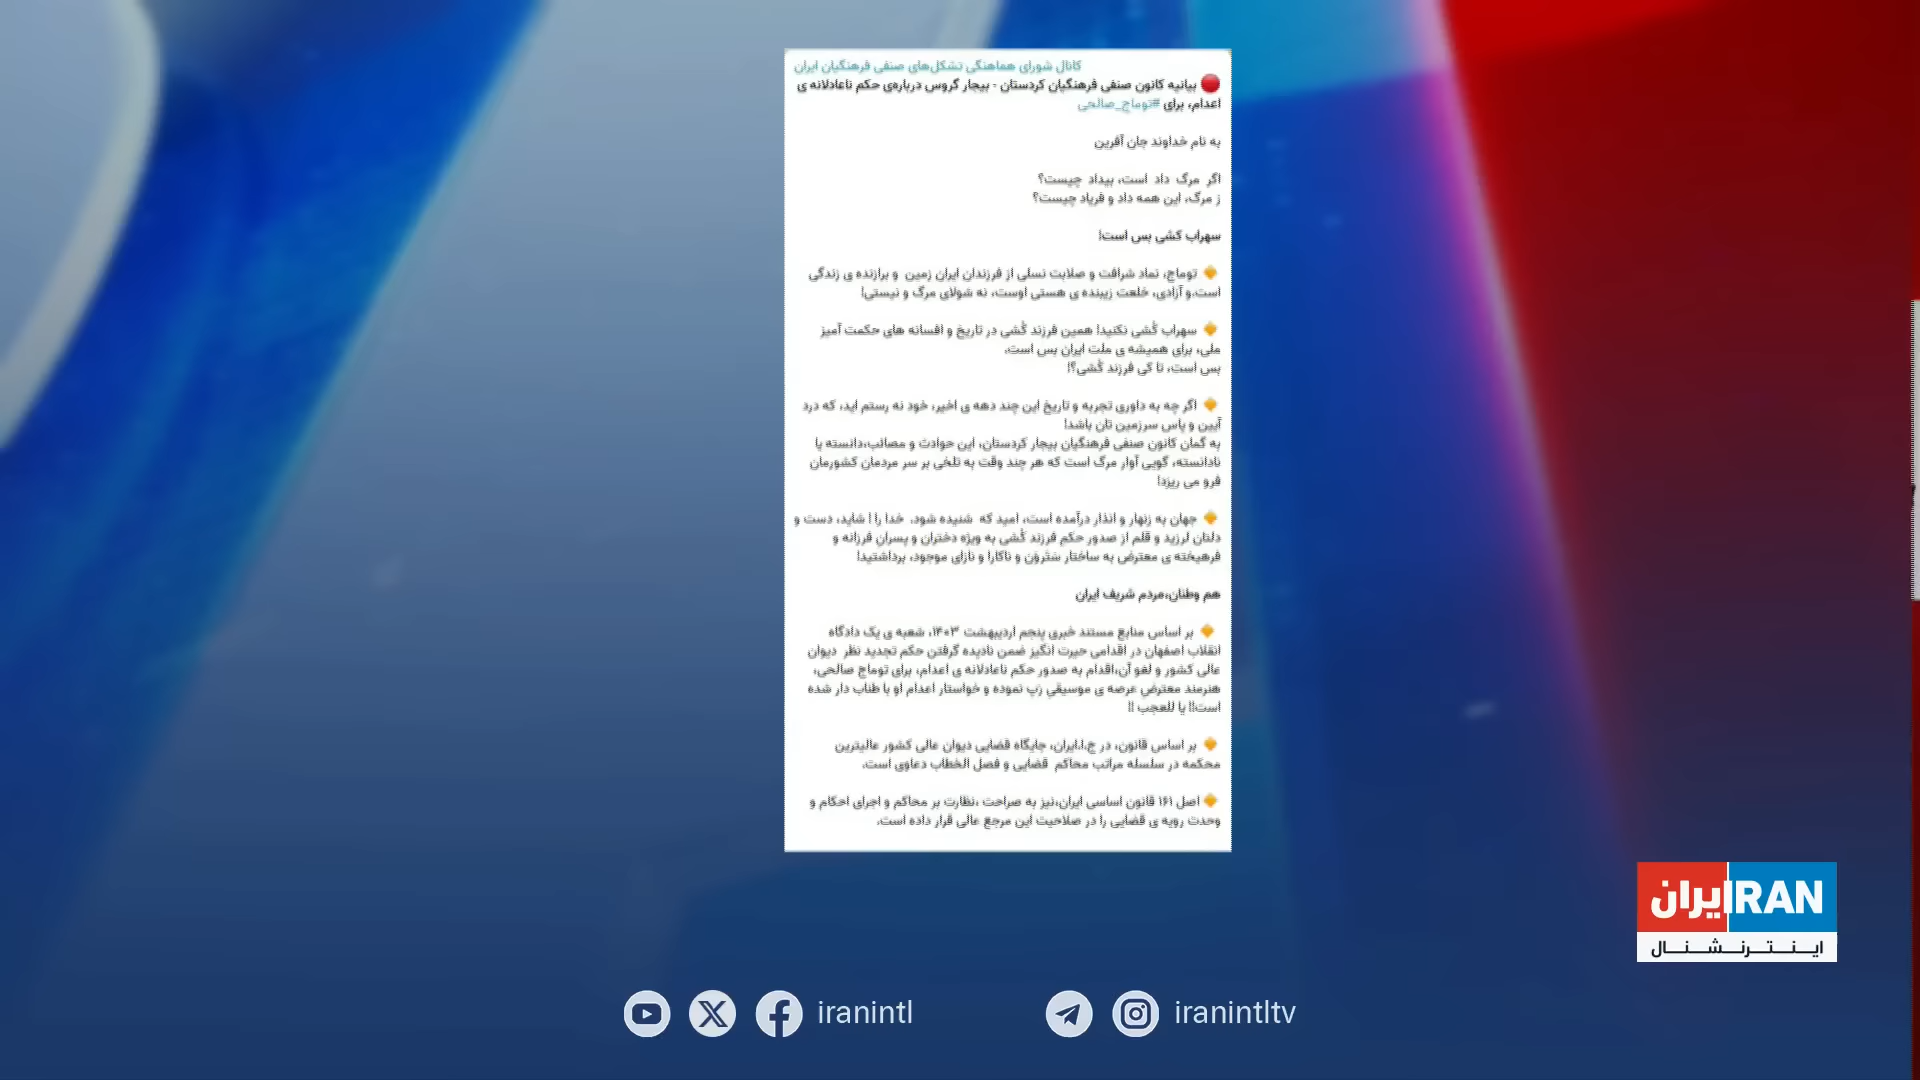 کانال شورای هماهنگی تشکل‌های صنفی فرهنگیان ایران
بیانیه کانون صنفی فرهنگیان کردستان - بیجار گروس درباره‌ی حکم ناعادلانه ی
اعدام، برای #توماج_صالحی
به نام خداوند جان آفرین
اگر مرگ داد است، بیداد چیست؟
ز مرگ، این همه داد و فریاد چیست؟
سهراب کشی بس است!
توماج، نماد شرافت و صلابت نسلی از فرزندان ایران زمین و برازنده ی زندگی
است.و آزادی، خلعت زیبنده ی هستی اوست، نه شولای مرگ و نیستی!
سهراب کُشی نکنید! همین فرزند کُشی در تاریخ و افسانه های حکمت آمیز
ملی، برای همیشه ی ملت ایران بس است.
بس است، تا کی فرزند کُشی؟!
اگر چه به داوری تجربه و تاریخ این چند دهه ی اخیر، خود نه رستم اید، که درد
آیین و پاس سرزمین تان باشد!
به گمان کانون صنفی فرهنگیان بیجار کردستان، این حوادث و مصائب،دانسته یا
نادانسته، گویی آوار مرگ است که هر چند وقت به تلخی بر سر مردمان کشورمان
فرو می ریزد!
جهان به زنهار و انذار درآمده است، امید که شنیده شود. خدا را ! شاید، دست و
دلتان لرزید و قلم از صدور حکم فرزند کُشی به ویژه دختران و پسران فرزانه و
فرهیخته ی معترض به ساختار سَترون و ناکارا و نازای موجود، برداشتید!
هم وطنان،مردم شریف ایران
بر اساس منابع مستند خبری پنجم اردیبهشت ۱۴۰۳، شعبه ی یک دادگاه
انقلاب اصفهان در اقدامی حیرت انگیز ضمن نادیده گرفتن حکم تجدید نظر دیوان
عالی کشور و لغو آن،اقدام به صدور حکم ناعادلانه ی اعدام، برای توماج صالحی،
هنرمند معترض عرصه ی موسیقی رَپ نموده و خواستار اعدام او با طناب دار شده
است!! یا للعجب !!
بر اساس قانون، در ج.ا.ایران، جایگاه قضایی دیوان عالی کشور عالیترین
محکمه در سلسله مراتب محاکم قضایی و فصل الخطاب دعاوی است.
اصل ۱۶۱ قانون اساسی ایران،نیز به صراحت ،نظارت بر محاکم و اجرای احکام و
وحدت رویه ی قضایی را در صلاحیت این مرجع عالی قرار داده است.
ایران IRAN
اینترنشنال
iranintl iranintltv